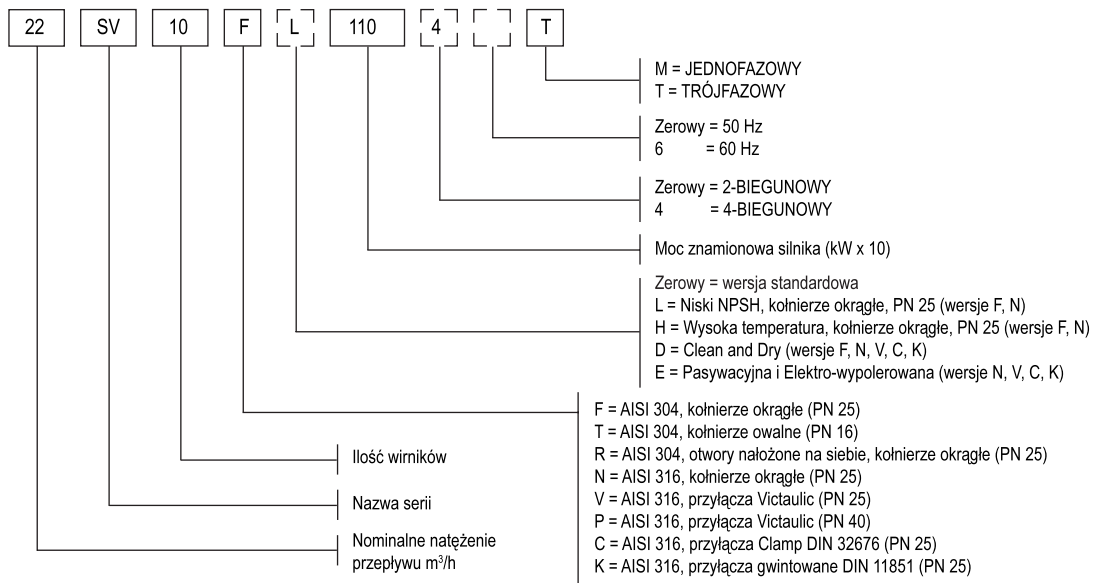 22 SV 10 F L 110 4 T
M = JEDNOFAZOWY
T = TRÓJFAZOWY
Zerowy = 50 Hz
6 = 60 Hz
Zerowy = 2-BIEGUNOWY
4 = 4-BIEGUNOWY
Moc znamionowa silnika (kW x 10)
Zerowy = wersja standardowa
L = Niski NPSH, kołnierze okrągłe, PN 25 (wersje F, N)
H = Wysoka temperatura, kołnierze okrągłe, PN 25 (wersje F, N)
D = Clean and Dry (wersje F, N, V, C, K)
E = Pasywacyjna i Elektro-wypolerowana (wersje N, V, C, K)
F = AISI 304, kołnierze okrągłe (PN 25)
T = AISI 304, kołnierze owalne (PN 16)
R = AISI 304, otwory nałożone na siebie, kołnierze okrągłe (PN 25)
N = AISI 316, kołnierze okrągłe (PN 25)
V = AISI 316, przyłącza Victaulic (PN 25)
P = AISI 316, przyłącza Victaulic (PN 40)
C = AISI 316, przyłącza Clamp DIN 32676 (PN 25)
K = AISI 316, przyłącza gwintowane DIN 11851 (PN 25)
Ilość wirników
Nazwa serii
Nominalne natężenie
przepływu m³/h